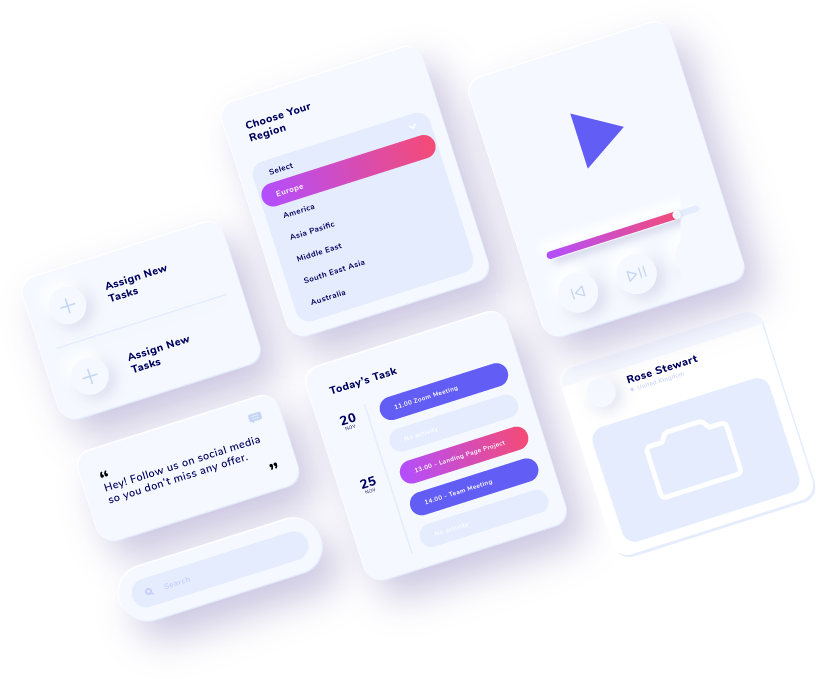 Choose Your
Region
Select
Europe
America
Asia Pasific
Middle East
South East Asia
Australia
Assign New
Tasks
Assign New
Tasks
“
Hey! Follow us on social media
so you don't miss any offer.
”
Search
Today's Task
20
NOV
11.00 Zoom Meeting
No priority
13.00 - Landing Page Project
25
NOV
14.00 - Team Meeting
No priority
Rose Stewart
United Kingdom